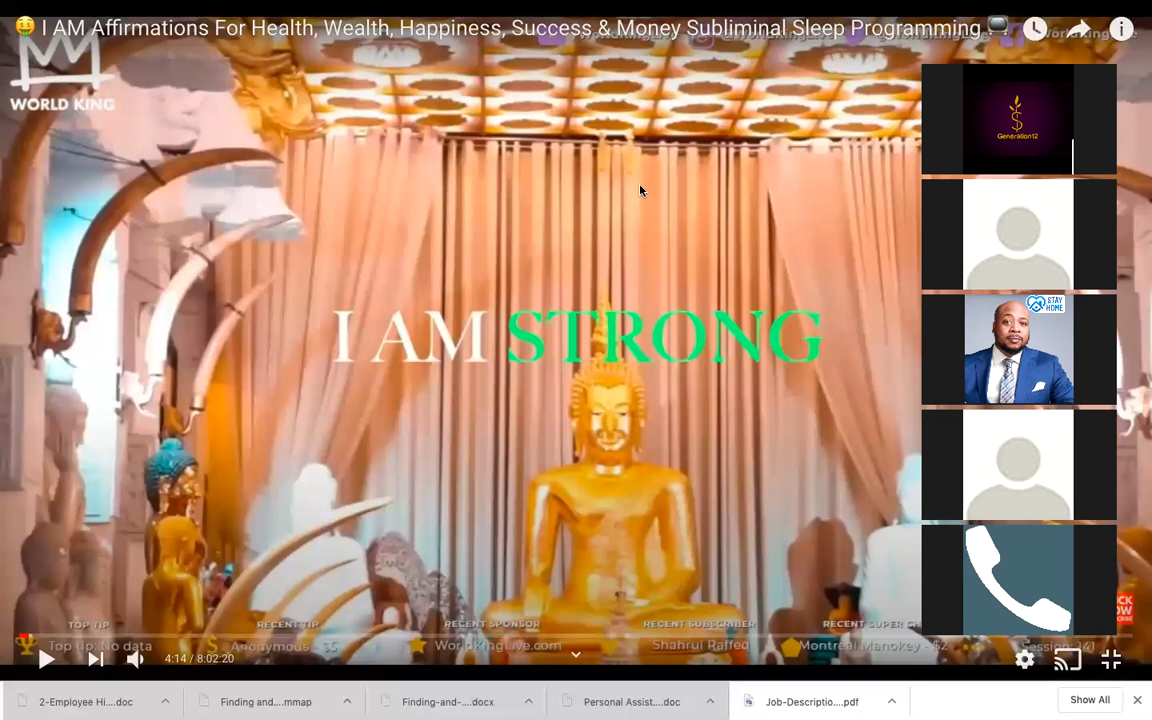 I AM Affirmations For Health, Wealth, Happiness, Success & Money Subliminal Sleep Programming
WORLD KING
Generation12
STAY
HOME
I AM STRONG
TOP TIP
RECENT TIP
RECENT SPONSOR
RECENT SUBSCRIBER
RECENT SUPER
Top tip: No data
Anonymous - $5
WorldKingLive.com
Shahrul Raffeq
Montreal Manokey - $2
4:14 / 8:02:20
2-Employee Hi....doc
Finding and....mmap
Finding-and-....docx
Personal Assist....doc
Job-Descriptio....pdf
Show All